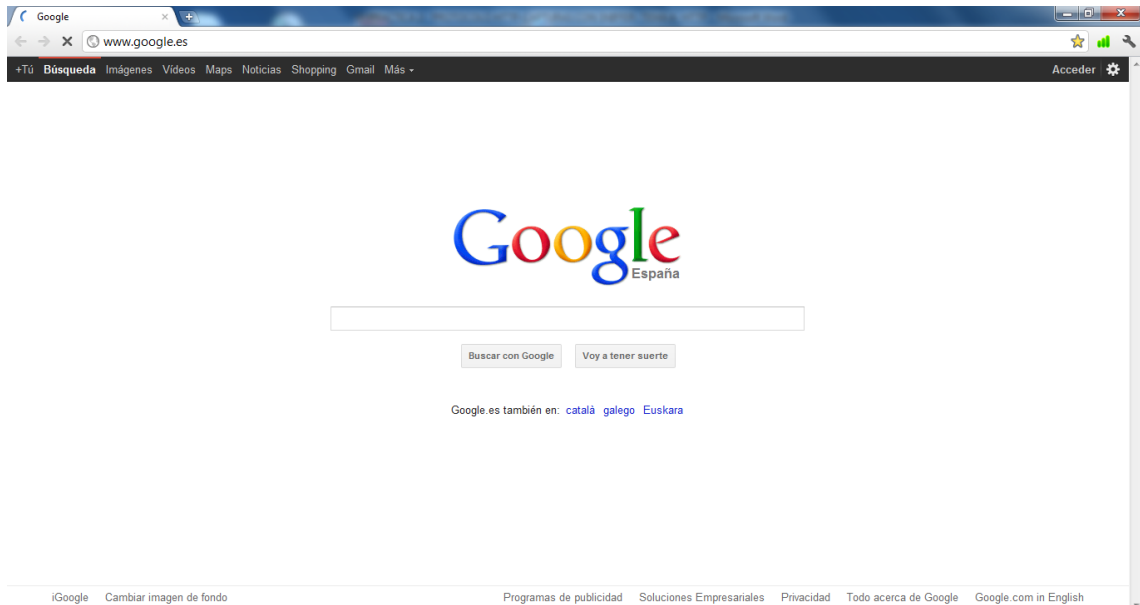 Google
www.google.es
+Tú Búsqueda Imágenes Vídeos Maps Noticias Shopping Gmail Más Acceder
Google
España
Buscar con Google Voy a tener suerte
Google.es también en: català galego Euskara
iGoogle Cambiar imagen de fondo Programas de publicidad Soluciones Empresariales Privacidad Todo acerca de Google Google.com in English